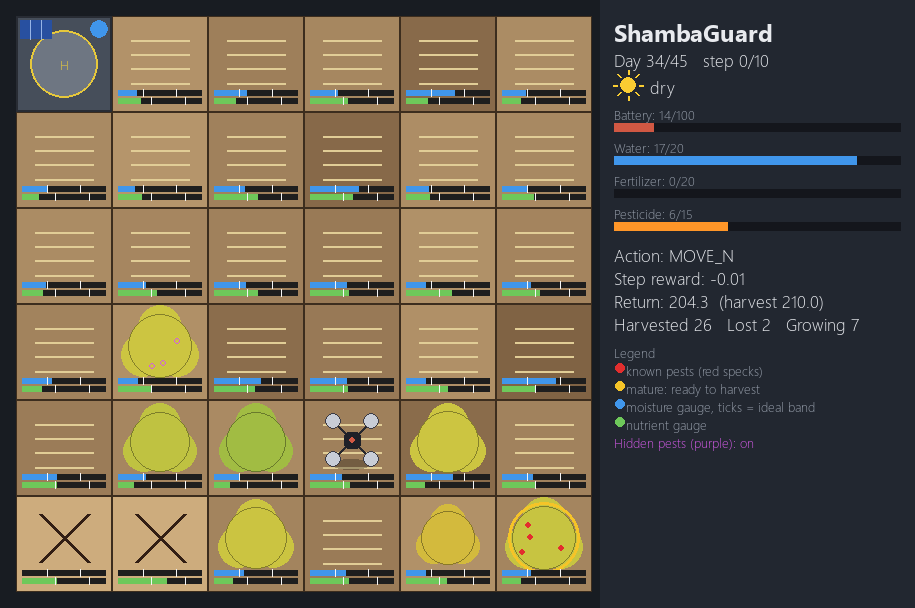 H
ShambaGuard
Day 34/45   step 0/10
dry
Battery: 14/100
Water: 17/20
Fertilizer: 0/20
Pesticide: 6/15
Action: MOVE_N
Step reward: -0.01
Return: 204.3  (harvest 210.0)
Harvested 26   Lost 2   Growing 7
Legend
known pests (red specks)
mature: ready to harvest
moisture gauge, ticks = ideal band
nutrient gauge
Hidden pests (purple): on